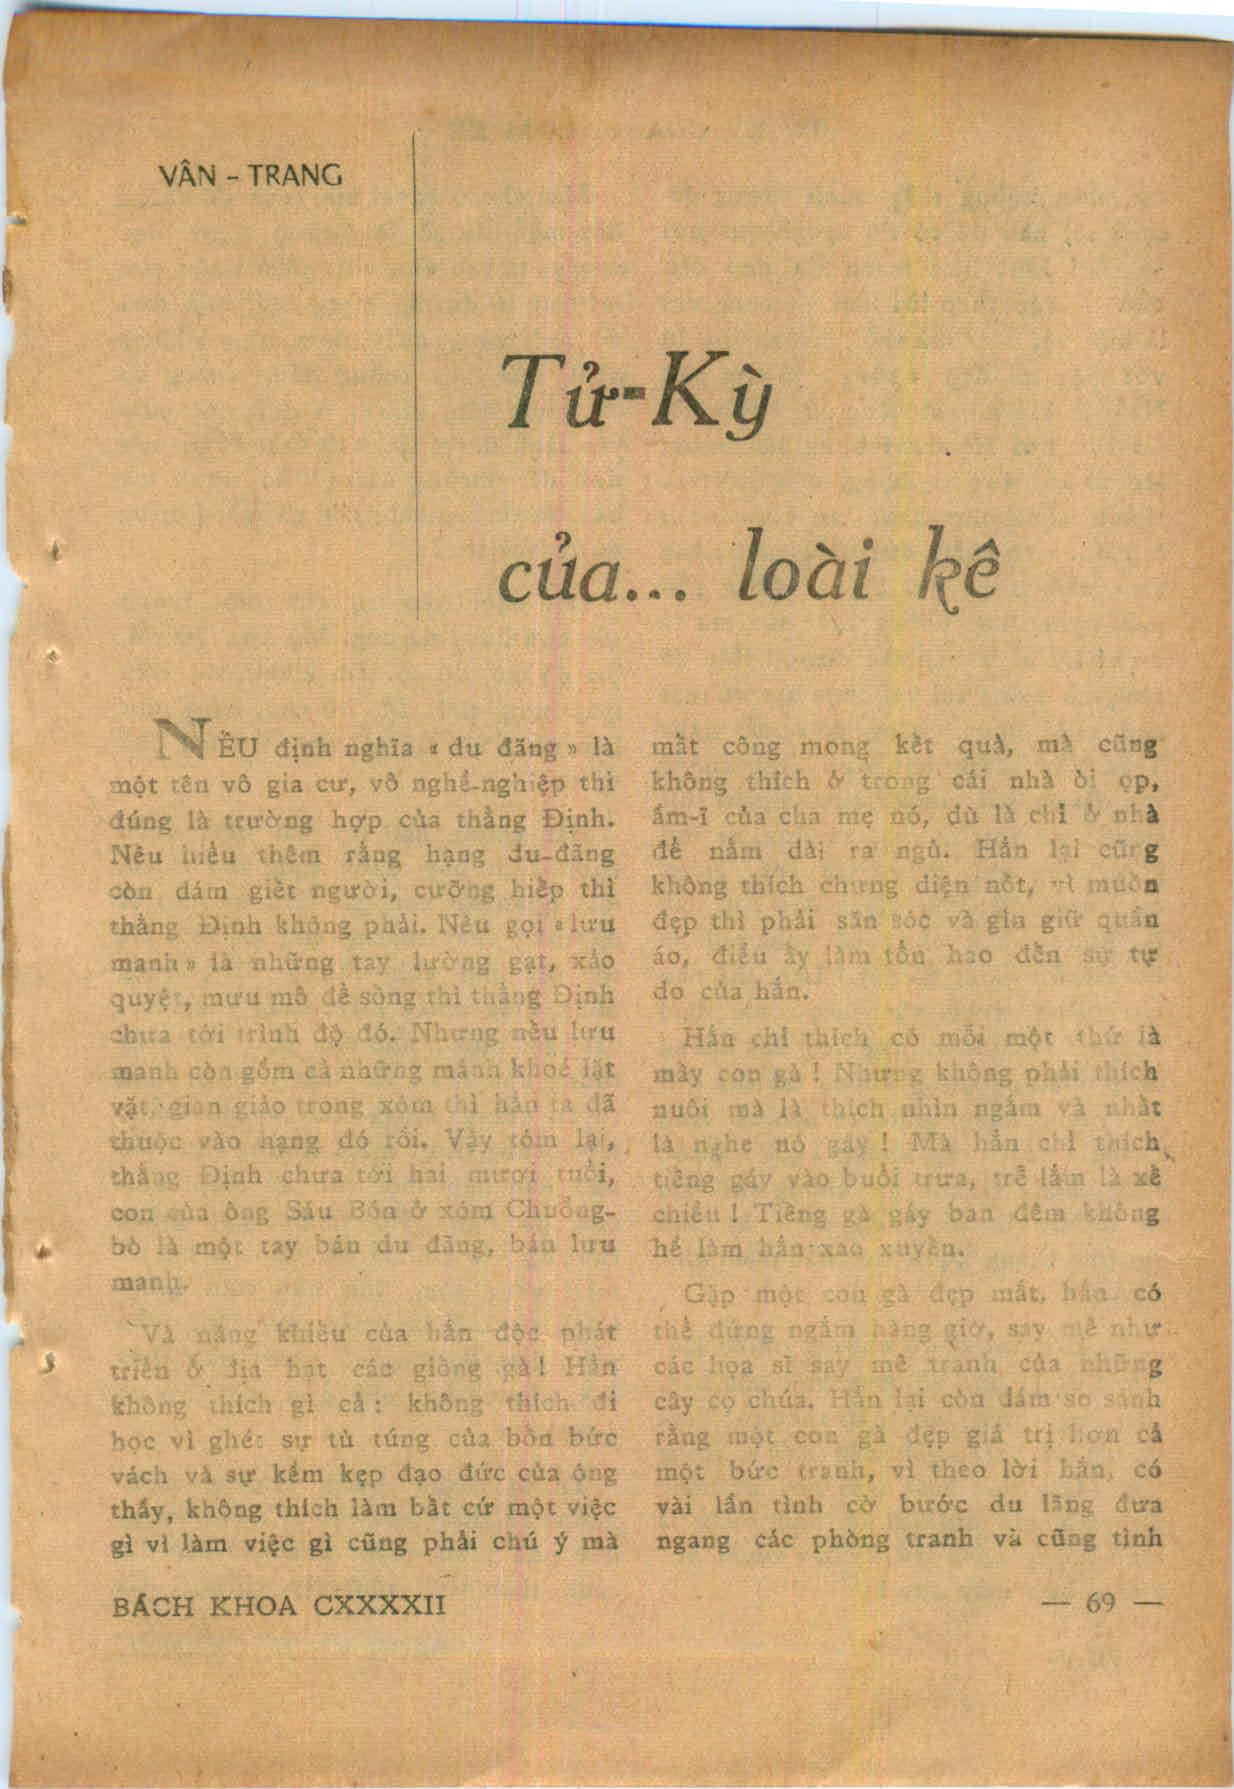 VÂN – TRANG
Tử-Kỳ
của... loài kê
NẾU định nghĩa « du đãng » là
một tên vô gia cư, vô nghề-nghiệp thì
đúng là trường hợp của thằng Định.
Nếu hiểu thêm rằng hạng du-đãng
còn dám giết người, cưỡng hiếp thì
thằng Định không phải. Nếu gọi « lưu
manh » là những tay lường gạt, xảo
quyệt, mưu mô để sống thì thằng Định
chưa tới trình độ đó. Nhưng nếu lưu
manh còn gồm cả những mánh khoé lặt
vặt, gian giảo trong xóm thì hắn ta đã
thuộc vào hạng đó rồi. Vậy tóm lại,
thằng Định chưa tới hai mươi tuổi,
con của ông Sáu Bón ở xóm Chuồng-
bò là một tay bán du đãng, bán lưu
manh.
Và năng khiếu của hắn độc phát
triển ở địa hạt các giống gà ! Hắn
không thích gì cả : không thích đi
học vì ghét sự tù túng của bốn bức
vách và sự kềm kẹp đạo đức của ông
thầy, không thích làm bất cứ một việc
gì vì làm việc gì cũng phải chú ý mà
mất công mong kết quả, mà cũng
không thích ở trong cái nhà ồi ọp,
ầm-ĩ của cha mẹ nó, dù là chỉ ở nhà
để nằm dài ra ngủ. Hắn lại cũng
không thích chưng diện nốt, vì muốn
đẹp thì phải săn sóc và gìn giữ quần
áo, điều ấy làm tổn hao đến sự tự
do của hắn.
Hắn chỉ thích có mỗi một thứ là
mấy con gà ! Nhưng không phải thích
nuôi mà là thích nhìn ngắm và nhất
là nghe nó gáy ! Mà hắn chỉ thích
tiếng gáy vào buổi trưa, trễ lắm là xế
chiều ! Tiếng gà gáy ban đêm không
hề làm hắn xao xuyến.
Gặp một con gà đẹp mắt, hắn có
thể đứng ngắm hàng giờ, say mê như
các họa sĩ say mê tranh của những
cây cọ chúa. Hắn lại còn dám so sánh
rằng một con gà đẹp giá trị hơn cả
một bức tranh, vì theo lời hắn, có
vài lần tình cờ bước du lãng đưa
ngang các phòng tranh và cũng tình
BÁCH KHOA CXXXXII
— 69 —